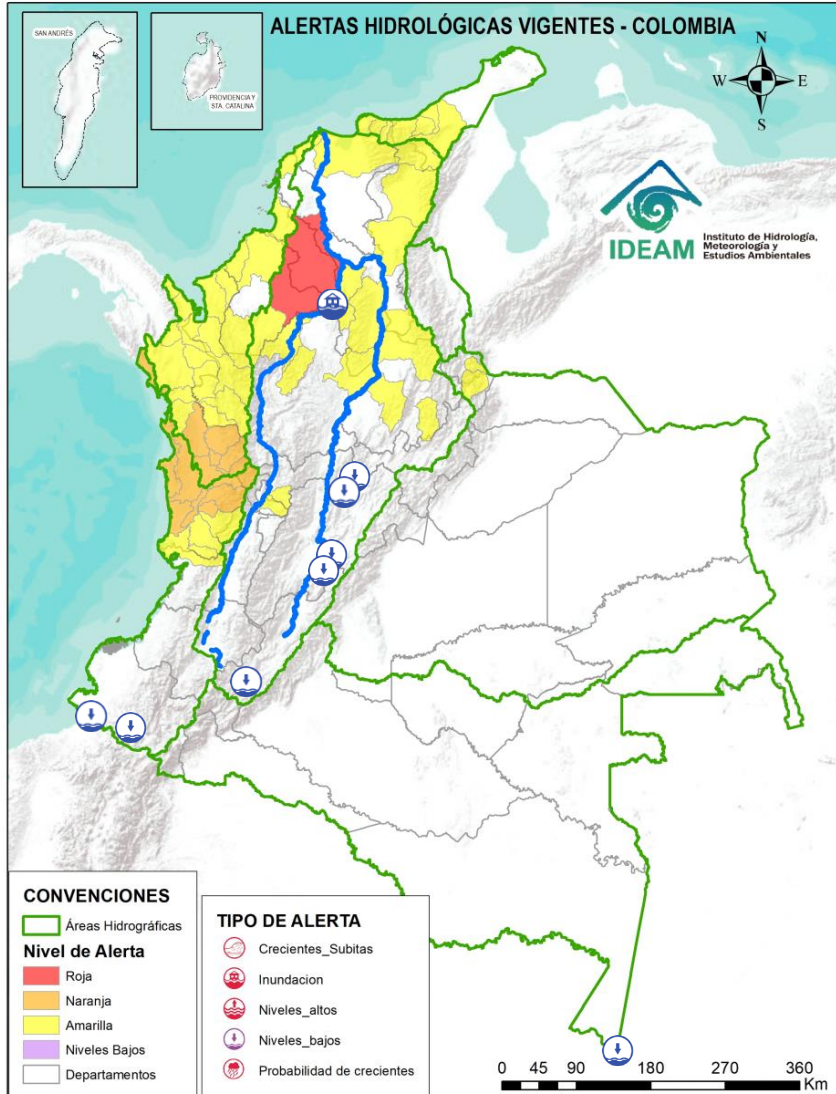 ALERTAS HIDROLÓGICAS VIGENTES - COLOMBIA
SAN ANDRÉS
PROVIDENCIA Y
STA. CATALINA
N
W
E
S
IDEAM
Instituto de Hidrología,
Meteorología y
Estudios Ambientales
CONVENCIONES
Áreas Hidrográficas
Nivel de Alerta
Roja
Naranja
Amarilla
Niveles Bajos
Departamentos
TIPO DE ALERTA
Crecientes_Subitas
Inundacion
Niveles_altos
Niveles_bajos
Probabilidad de crecientes
0 45 90 180 270 360
Km